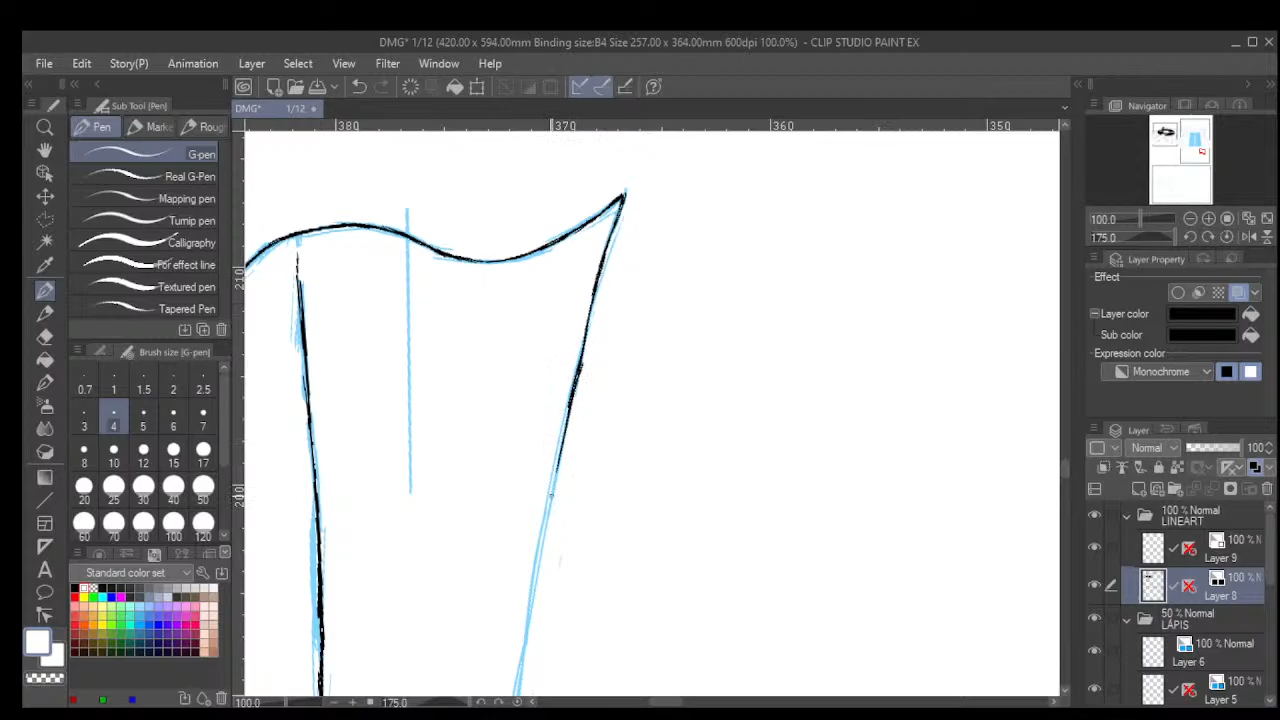 DMG* 1/12 (420.00 x 594.00mm Binding size:B4 Size 257.00 x 364.00mm 600dpi 100.0%) - CLIP STUDIO PAINT EX
File Edit Story(P) Animation Layer Select View Filter Window Help
Sub Tool [Pen]
DMG* 1/12
Navigator
Pen Marke Roug
380 370 360 350
G-pen
Real G-Pen
Mapping pen
Turnip pen
Calligraphy
For effect line
Textured pen
Tapered Pen
210
200
100.0
175.0
Layer Property
Effect
Layer color
Sub color
Expression color
Monochrome
Brush size [G-pen]
0.7 1 1.5 2 2.5
3 4 5 6 7
8 10 12 15 17
20 25 30 40 50
60 70 80 100 120
Standard color set
Layer
Normal 100
100 % Normal
LINEART
100 % N
Layer 9
100 % N
Layer 8
50 % Normal
LÁPIS
100 % Normal
Layer 6
100 % N
Layer 5
100.0 175.0